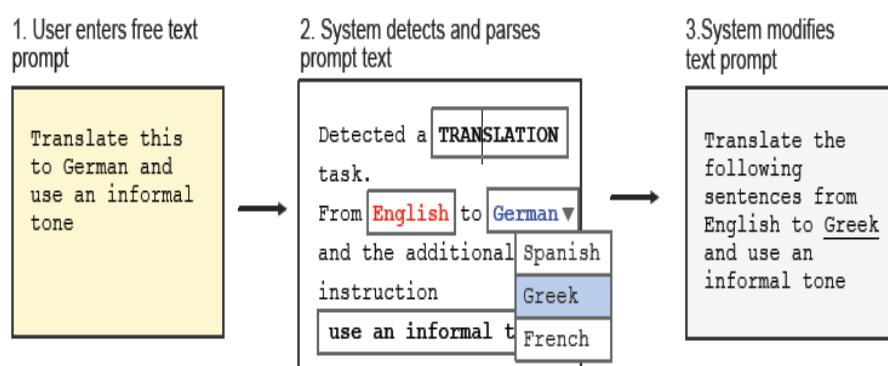 1. User enters free text
prompt
Translate this
to German and
use an informal
tone
2. System detects and parses
prompt text
Detected a TRANSLATION
task.
From English to German▼
and the additional
instruction
use an informal t
Spanish
Greek
French
3.System modifies
text prompt
Translate the
following
sentences from
English to Greek
and use an
informal tone